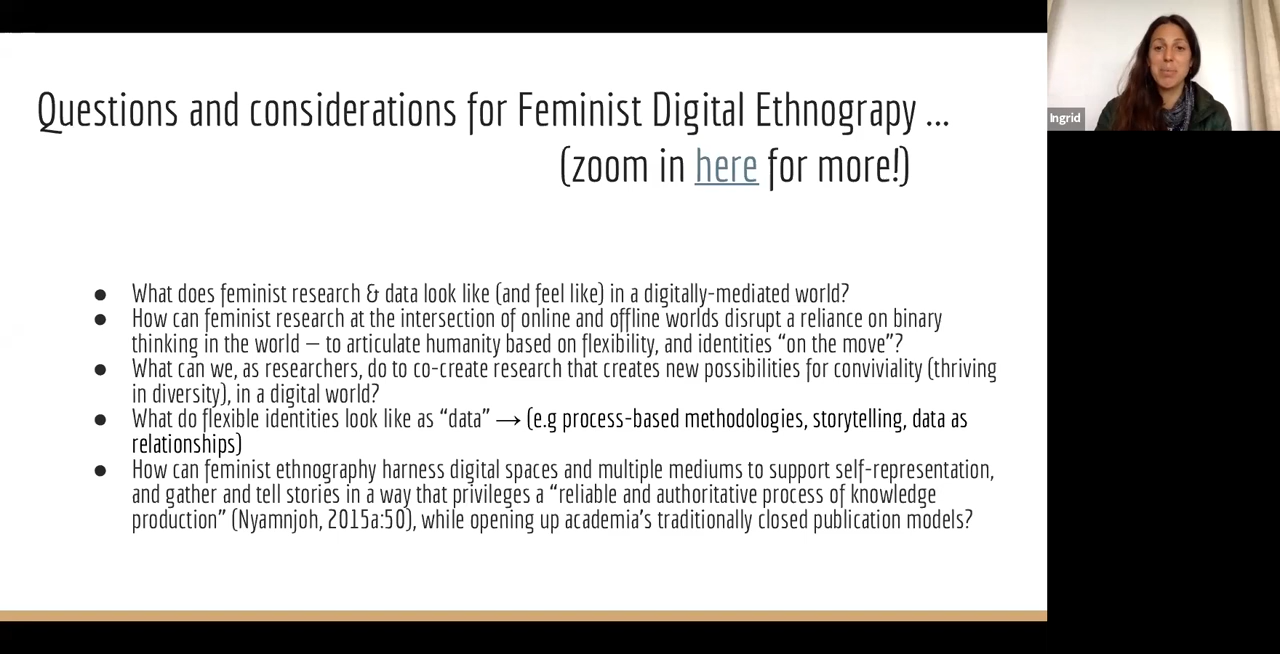 Questions and considerations for Feminist Digital Ethnograpy ...
(zoom in here for more!)
Ingrid
● What does feminist research & data look like (and feel like) in a digitally-mediated world?
● How can feminist research at the intersection of online and offline worlds disrupt a reliance on binary
thinking in the world — to articulate humanity based on flexibility, and identities “on the move”?
● What can we, as researchers, do to co-create research that creates new possibilities for conviviality (thriving
in diversity), in a digital world?
● What do flexible identities look like as “data” → (e.g process-based methodologies, storytelling, data as
relationships)
● How can feminist ethnography harness digital spaces and multiple mediums to support self-representation,
and gather and tell stories in a way that privileges a “reliable and authoritative process of knowledge
production” (Nyamnjoh, 2015a:50), while opening up academia’s traditionally closed publication models?